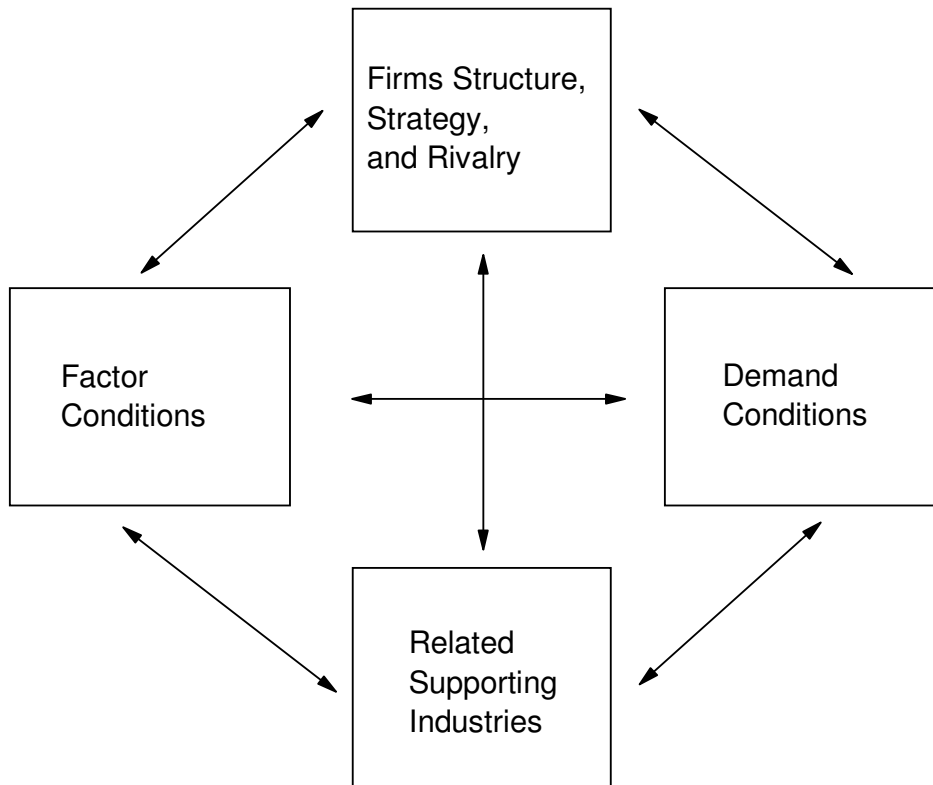 Firms Structure,
Strategy,
and Rivalry
Factor
Conditions
Demand
Conditions
Related
Supporting
Industries